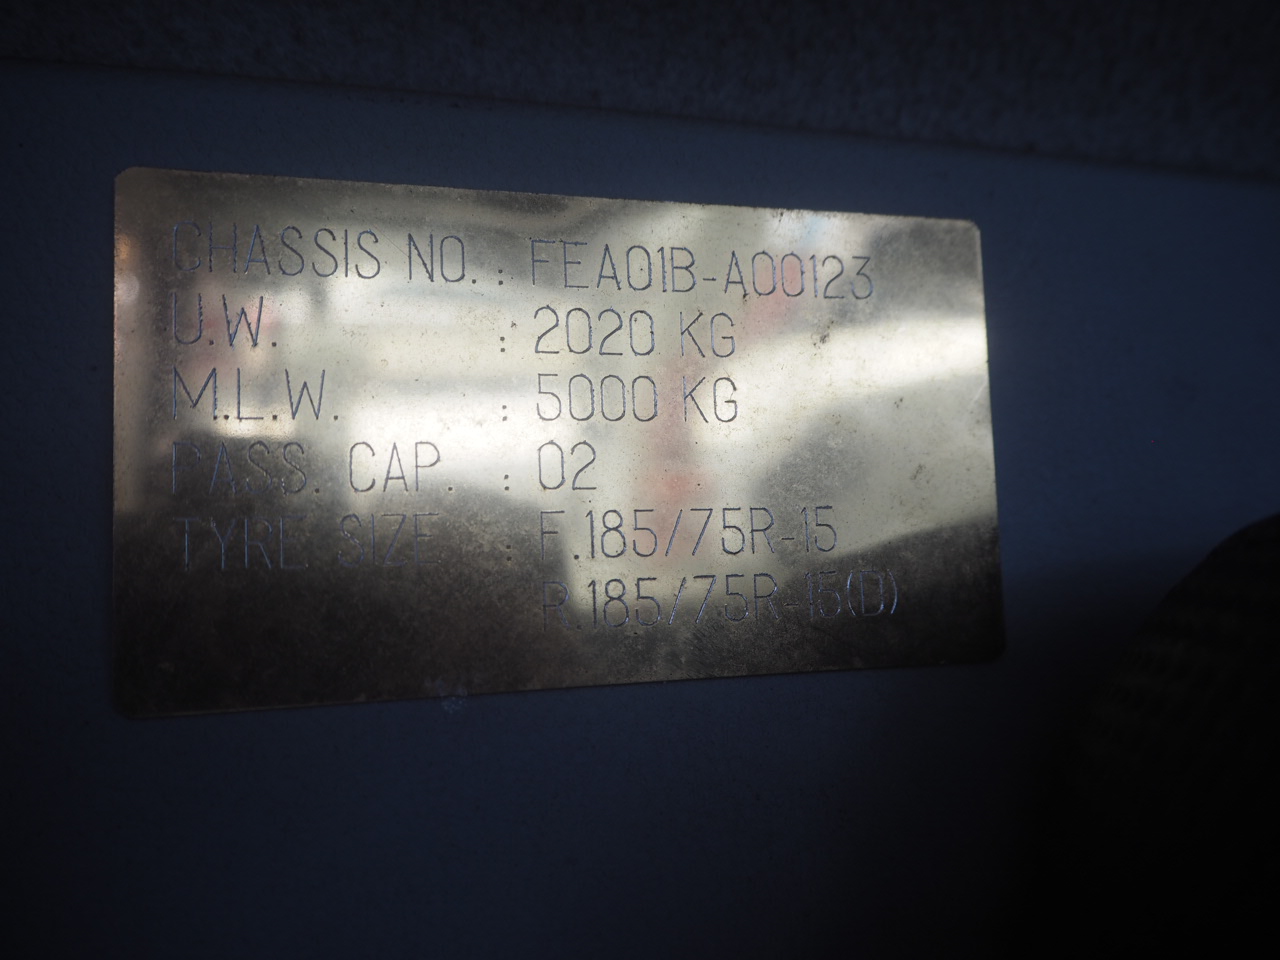 CHASSIS NO. : FEA01B-A00123
U.W. : 2020 KG
M.L.W. : 5000 KG
PASS. CAP. : 02
TYRE SIZE : F.185/75R-15
R.185/75R-15(D)